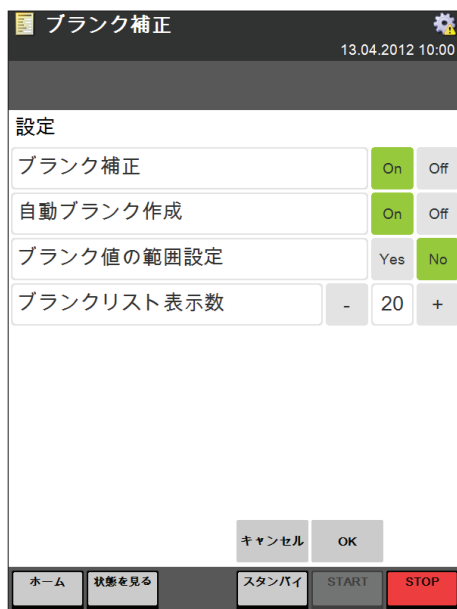 ブランク補正
13.04.2012 10:00
設定
ブランク補正 On Off
自動ブランク作成 On Off
ブランク値の範囲設定 Yes No
ブランクリスト表示数 - 20 +
キャンセル OK
ホーム 状態を見る スタンバイ START STOP